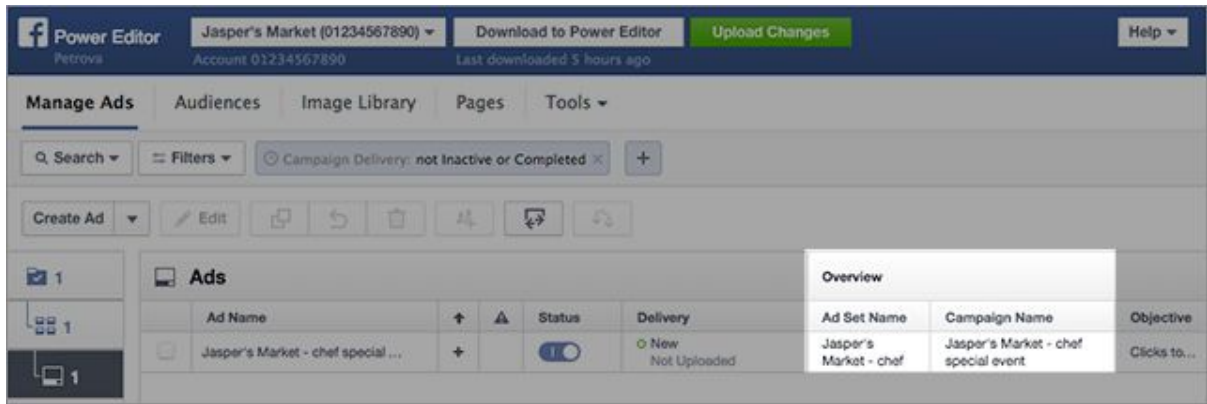 Power Editor
Petrova
Jasper's Market (01234567890)
Account 01234567890
Download to Power Editor
Last downloaded 5 hours ago
Upload Changes
Help
Manage Ads Audiences Image Library Pages Tools
Search Filters Campaign Delivery: not Inactive or Completed × +
Create Ad Edit
1
1
1
Ads Overview
Ad Name Status Delivery Ad Set Name Campaign Name Objective
Jasper's Market - chef special ... + New Jasper's Jasper's Market - chef Clicks to...
Not Uploaded Market - chef special event